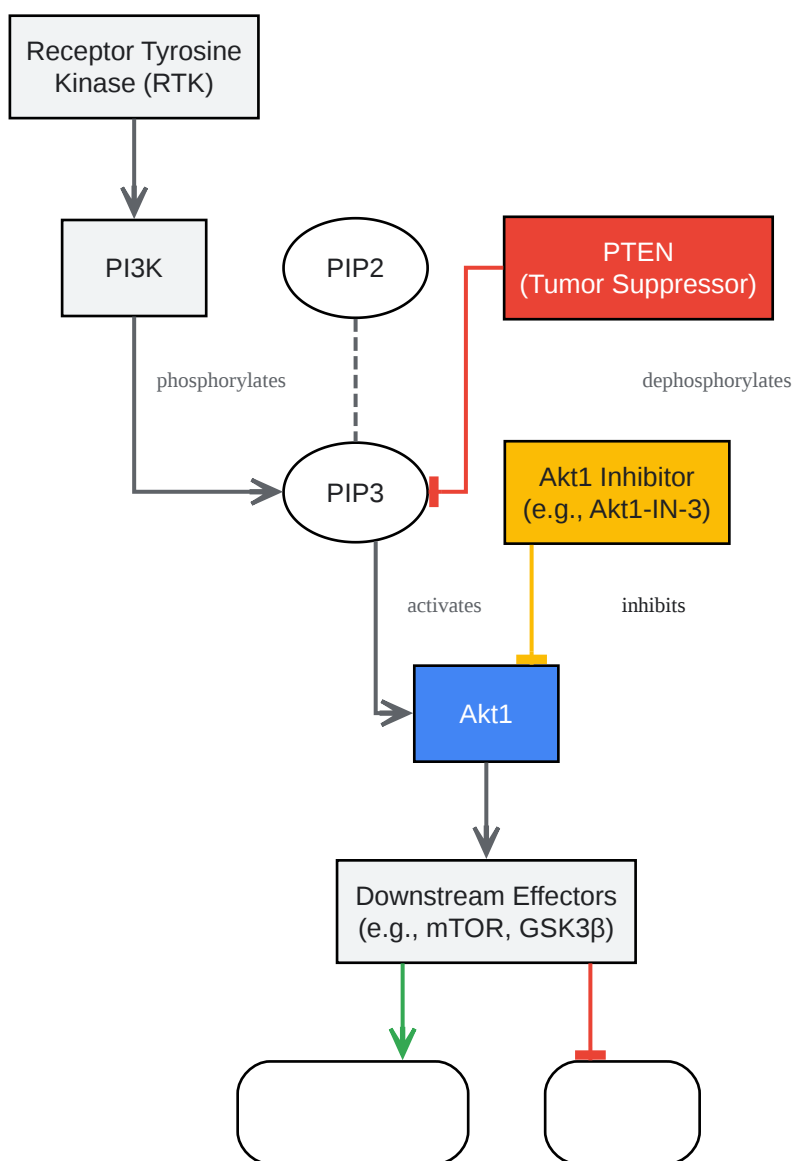 Receptor Tyrosine
Kinase (RTK)
PI3K
PIP2
PTEN
(Tumor Suppressor)
phosphorylates
dephosphorylates
PIP3
Akt1 Inhibitor
(e.g., Akt1-IN-3)
activates
inhibits
Akt1
Downstream Effectors
(e.g., mTOR, GSK3β)